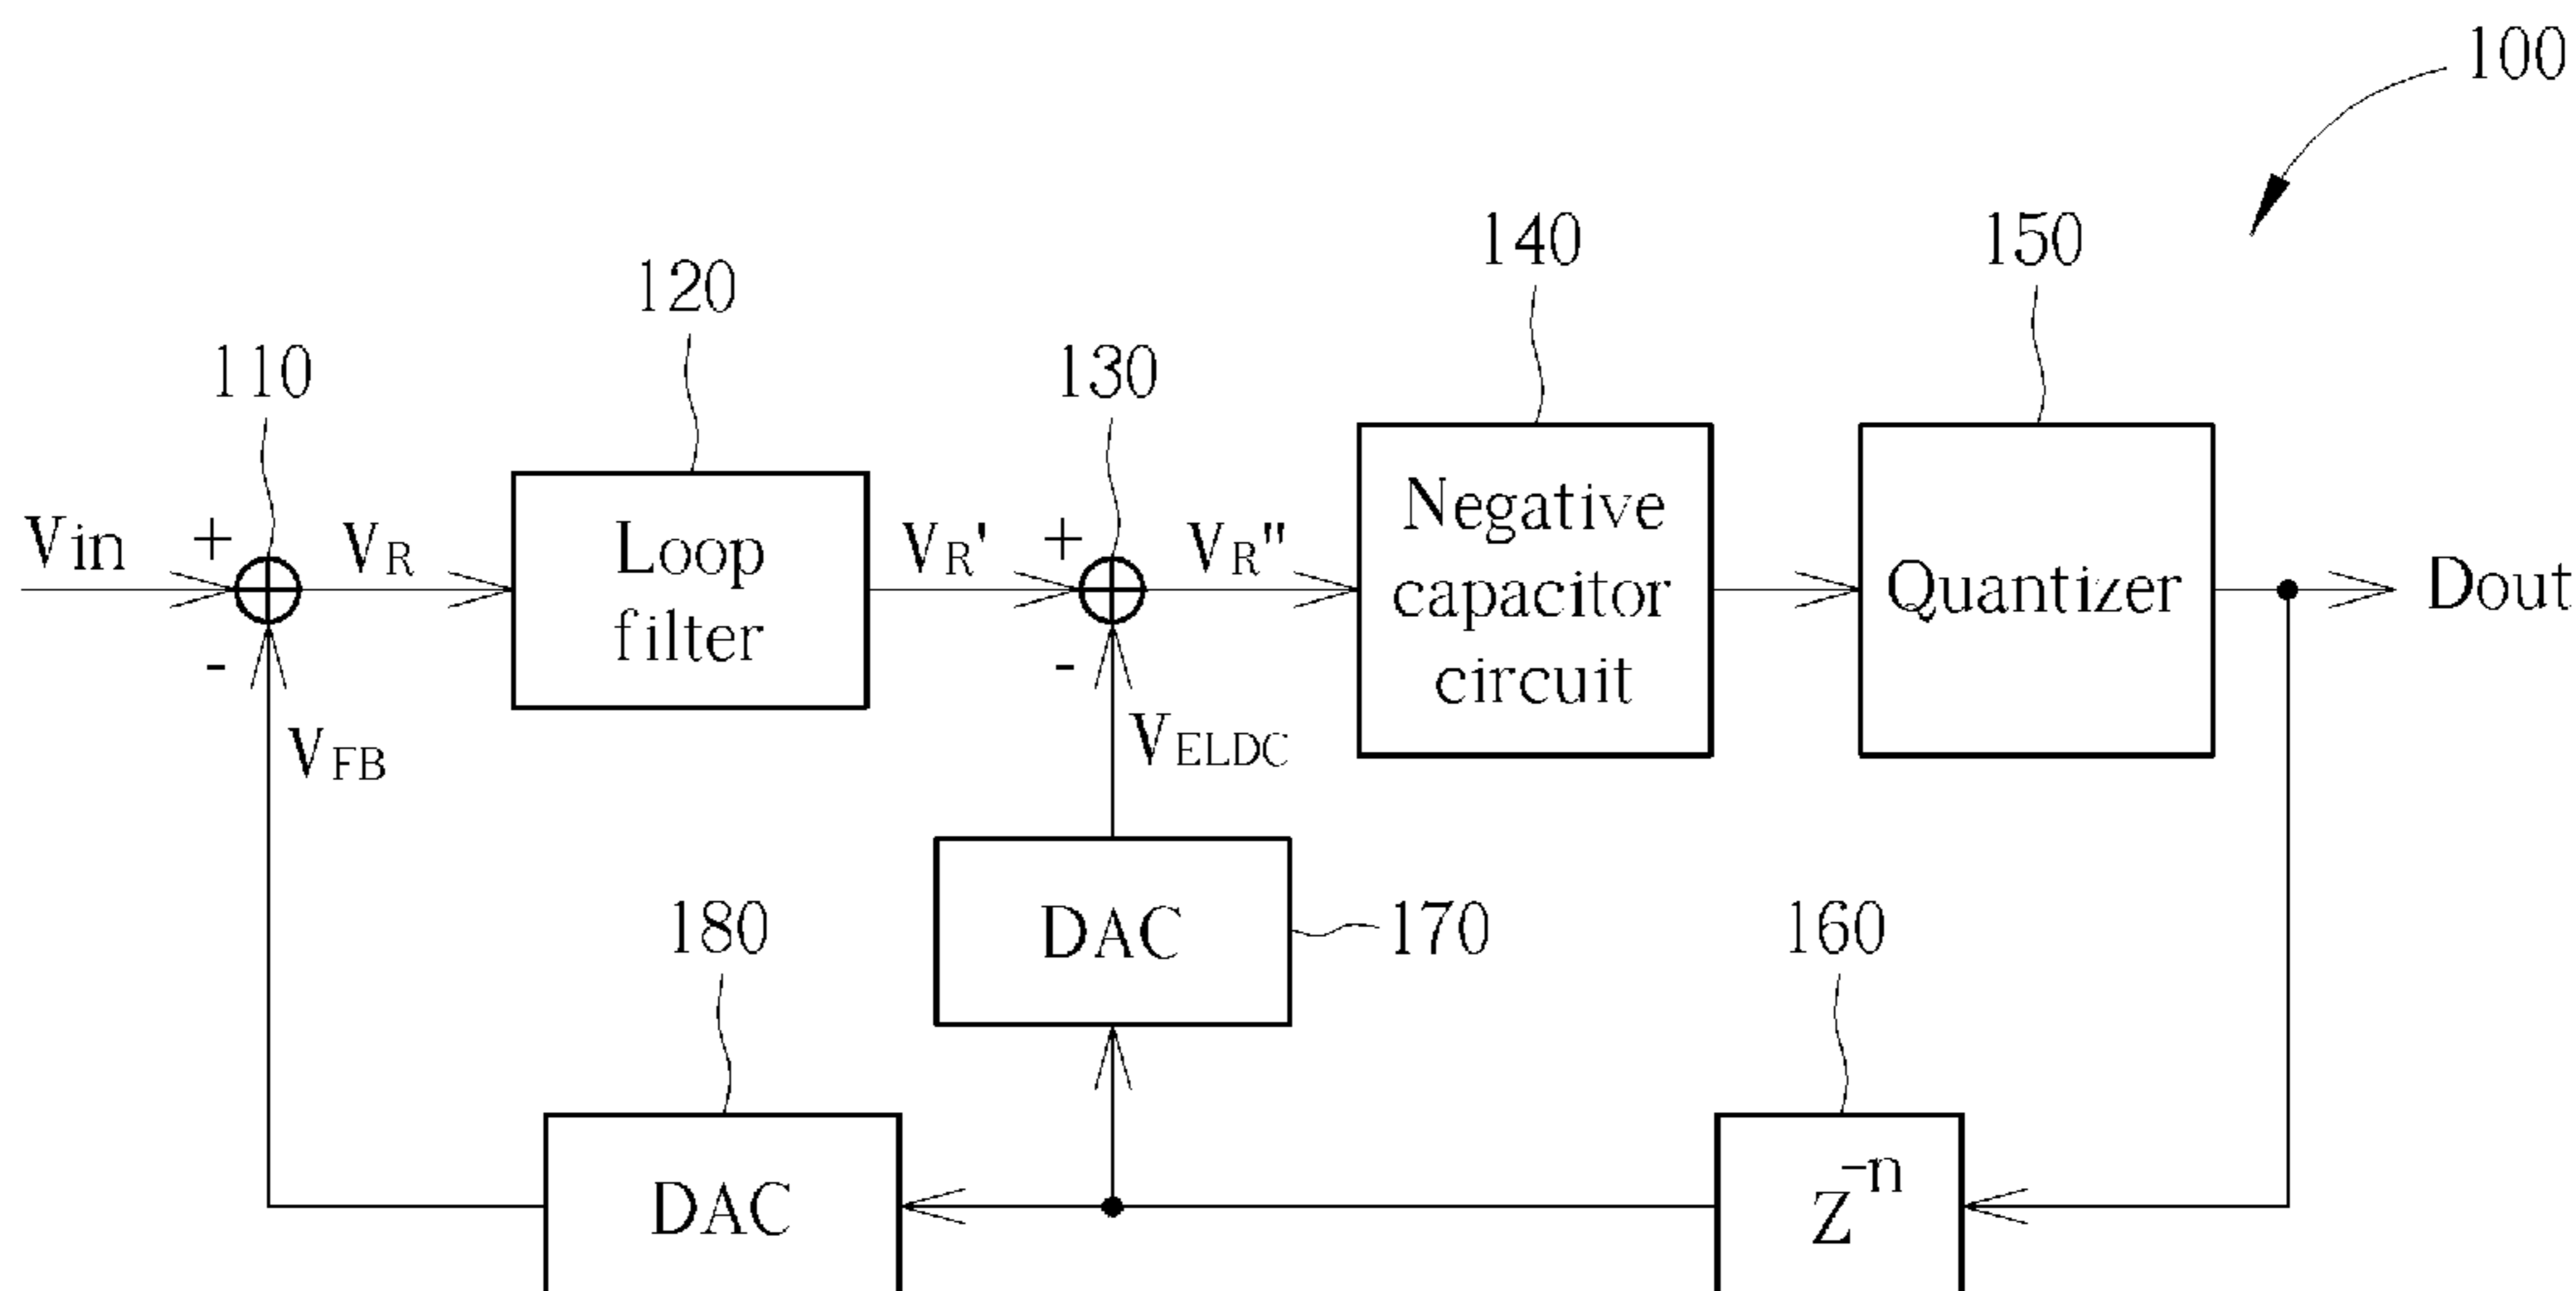 100
140
150
120
110
130
Vin
+
VR
Loop
filter
VR'
+
VR"
Negative
capacitor
circuit
Quantizer
Dout
-
VFB
-
VELDC
180
DAC
170
160
DAC
Z-n